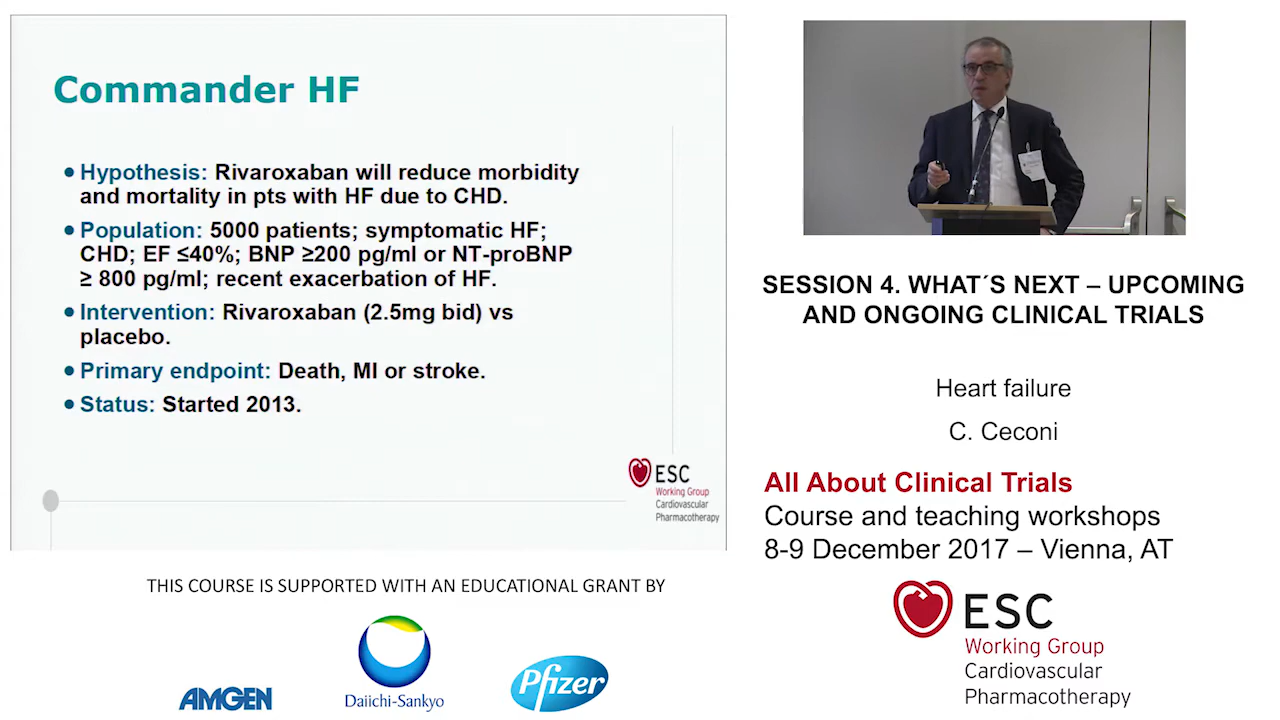 Commander HF
• Hypothesis: Rivaroxaban will reduce morbidity
and mortality in pts with HF due to CHD.
• Population: 5000 patients; symptomatic HF;
CHD; EF ≤40%; BNP ≥200 pg/ml or NT-proBNP
≥ 800 pg/ml; recent exacerbation of HF.
• Intervention: Rivaroxaban (2.5mg bid) vs
placebo.
• Primary endpoint: Death, MI or stroke.
• Status: Started 2013.
ESC
Working Group
Cardiovascular
Pharmacotherapy
THIS COURSE IS SUPPORTED WITH AN EDUCATIONAL GRANT BY
AMGEN
Daiichi-Sankyo
Pfizer
SESSION 4. WHAT´S NEXT – UPCOMING
AND ONGOING CLINICAL TRIALS
Heart failure
C. Ceconi
All About Clinical Trials
Course and teaching workshops
8-9 December 2017 – Vienna, AT
ESC
Working Group
Cardiovascular
Pharmacotherapy